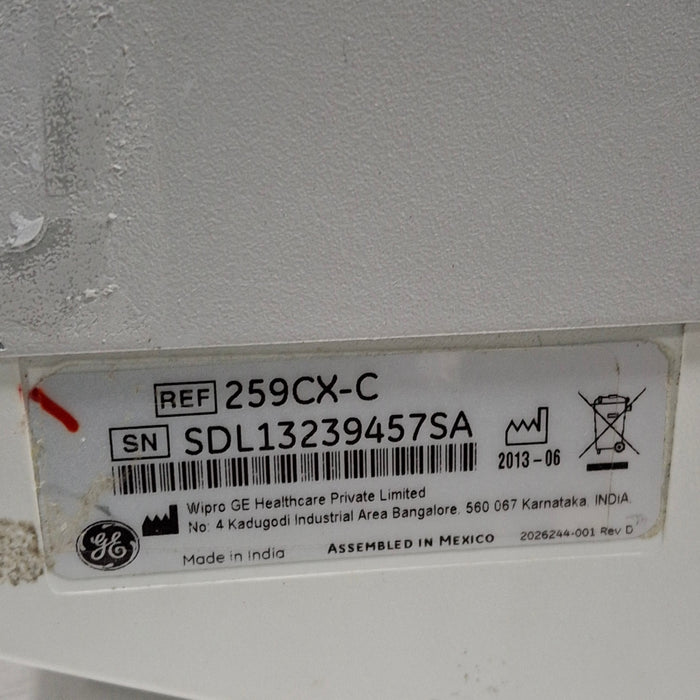 REF 259CX-C
SN SDL13239457SA
2013-06
Wipro GE Healthcare Private Limited
No: 4 Kadugodi Industrial Area Bangalore, 560 067 Karnataka, INDIA
GE
Made in India
ASSEMBLED IN MEXICO
2026244-001 Rev D